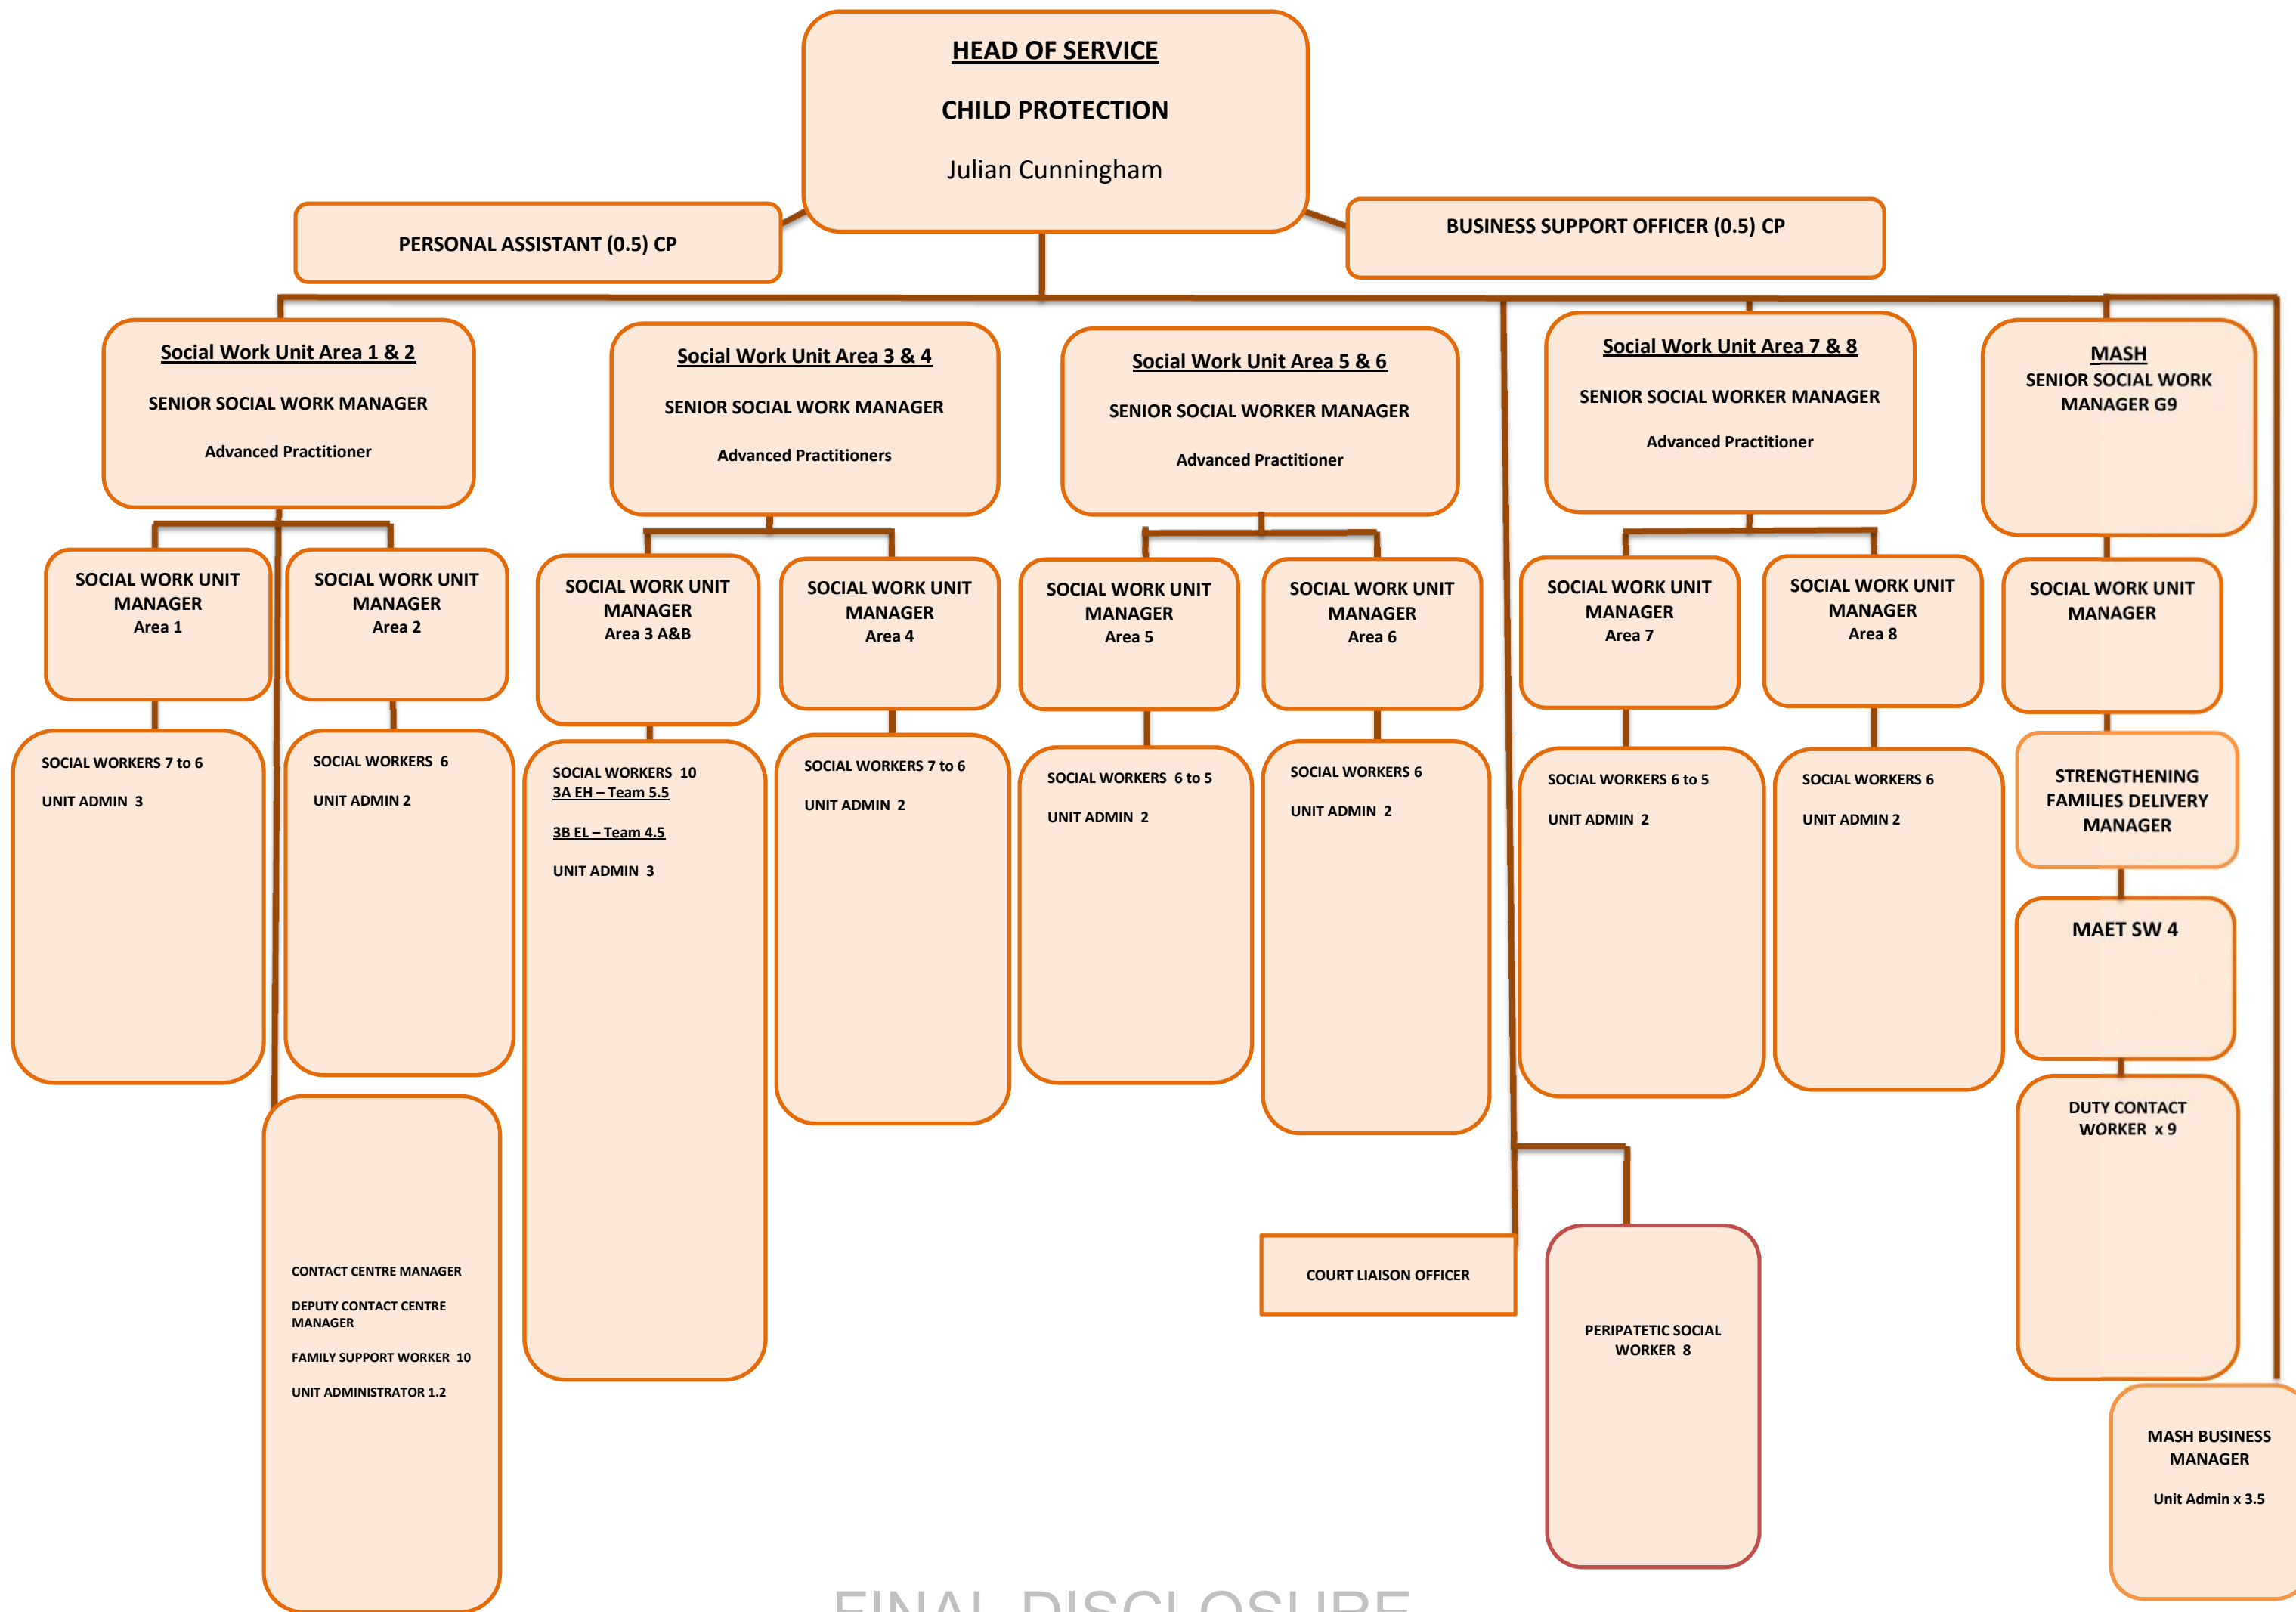 HEAD OF SERVICE
CHILD PROTECTION
Julian Cunningham
PERSONAL ASSISTANT (0.5) CP
BUSINESS SUPPORT OFFICER (0.5) CP
Social Work Unit Area 1 & 2
SENIOR SOCIAL WORK MANAGER
Advanced Practitioner
Social Work Unit Area 3 & 4
SENIOR SOCIAL WORK MANAGER
Advanced Practitioners
Social Work Unit Area 5 & 6
SENIOR SOCIAL WORKER MANAGER
Advanced Practitioner
Social Work Unit Area 7 & 8
SENIOR SOCIAL WORKER MANAGER
Advanced Practitioner
MASH
SENIOR SOCIAL WORK
MANAGER G9
SOCIAL WORK UNIT
MANAGER
Area 1
SOCIAL WORK UNIT
MANAGER
Area 2
SOCIAL WORK UNIT
MANAGER
Area 3 A&B
SOCIAL WORK UNIT
MANAGER
Area 4
SOCIAL WORK UNIT
MANAGER
Area 5
SOCIAL WORK UNIT
MANAGER
Area 6
SOCIAL WORK UNIT
MANAGER
Area 7
SOCIAL WORK UNIT
MANAGER
Area 8
SOCIAL WORK UNIT
MANAGER
SOCIAL WORKERS 7 to 6
UNIT ADMIN 3
SOCIAL WORKERS 6
UNIT ADMIN 2
SOCIAL WORKERS 10
3A EH – Team 5.5
3B EL – Team 4.5
UNIT ADMIN 3
SOCIAL WORKERS 7 to 6
UNIT ADMIN 2
SOCIAL WORKERS 6 to 5
UNIT ADMIN 2
SOCIAL WORKERS 6
UNIT ADMIN 2
SOCIAL WORKERS 6 to 5
UNIT ADMIN 2
SOCIAL WORKERS 6
UNIT ADMIN 2
STRENGTHENING
FAMILIES DELIVERY
MANAGER
MAET SW 4
DUTY CONTACT
WORKER x 9
CONTACT CENTRE MANAGER
DEPUTY CONTACT CENTRE
MANAGER
FAMILY SUPPORT WORKER 10
UNIT ADMINISTRATOR 1.2
COURT LIAISON OFFICER
PERIPATETIC SOCIAL
WORKER 8
MASH BUSINESS
MANAGER
Unit Admin x 3.5
FINAL DISCLOSURE